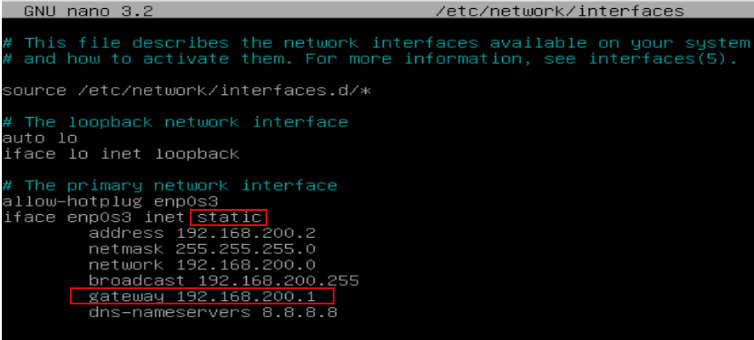 GNU nano 3.2 /etc/network/interfaces
# This file describes the network interfaces available on your system
# and how to activate them. For more information, see interfaces(5).
source /etc/network/interfaces.d/*
# The loopback network interface
auto lo
iface lo inet loopback
# The primary network interface
allow-hotplug enp0s3
iface enp0s3 inet static
address 192.168.200.2
netmask 255.255.255.0
network 192.168.200.0
broadcast 192.168.200.255
gateway 192.168.200.1
dns-nameservers 8.8.8.8